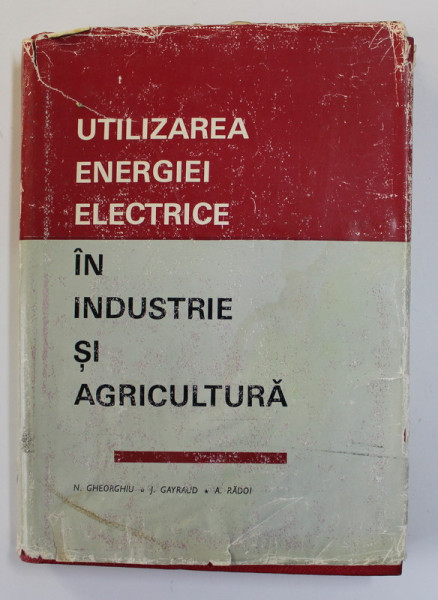 UTILIZAREA
ENERGIEI
ELECTRICE
ÎN
INDUSTRIE
ȘI
AGRICULTURĂ
N. GHEORGHIU • J. GAYRAUD • A. RĂDOI